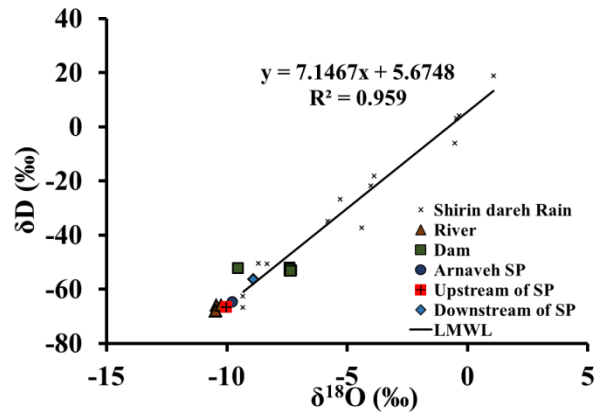 40
20
0
-20
-40
-60
-80
δD (‰)
y = 7.1467x + 5.6748
R² = 0.959
Shirin dareh Rain
River
Dam
Arnaveh SP
Upstream of SP
Downstream of SP
LMWL
-15
-10
-5
0
5
δ¹⁸O (‰)